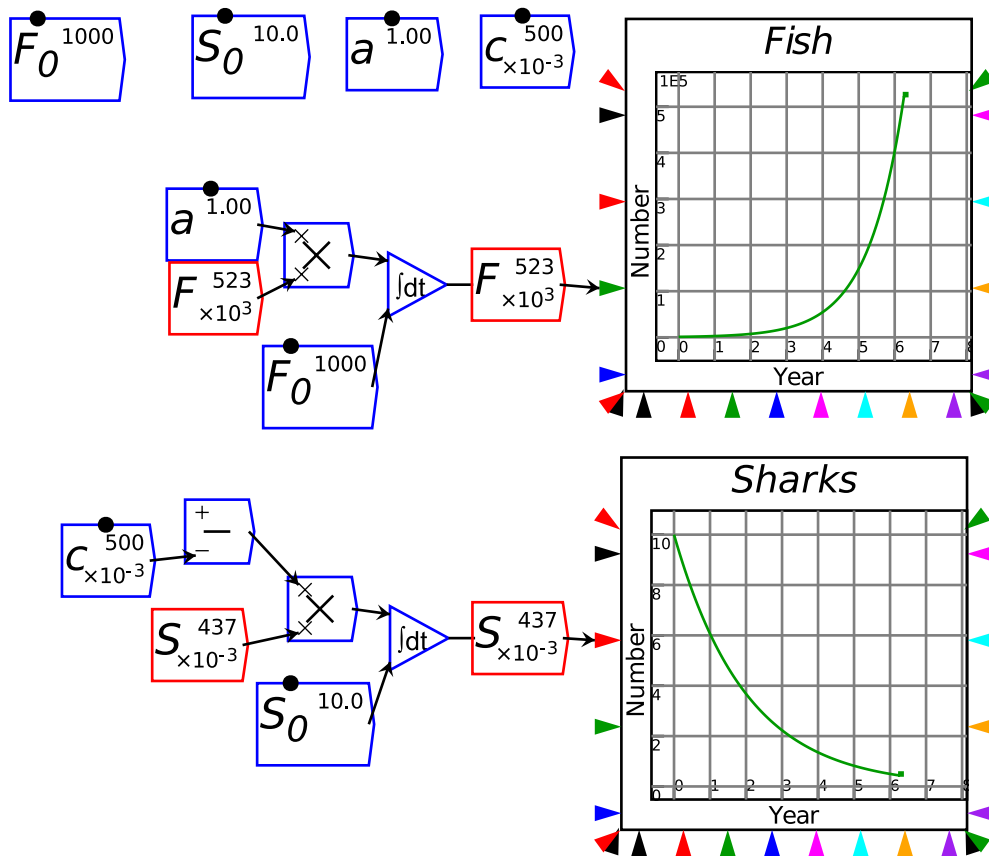 F0 1000
S0 10.0
a 1.00
c 500
×10-3
Fish
1E5
5
4
3
2
1
0
Number
0 1 2 3 4 5 6 7 8
Year
a 1.00
×
×
×
F 523
×10³
∫dt
F 523
×10³
F0 1000
Sharks
10
8
6
4
2
0
Number
0 1 2 3 4 5 6 7 8
Year
c 500
×10-3
+
−
−
×
×
×
S 437
×10-3
∫dt
S 437
×10-3
S0 10.0